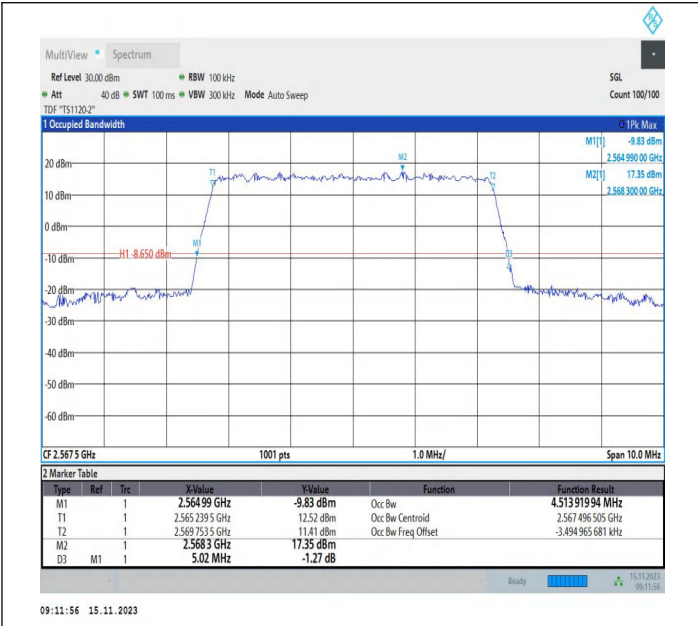 R S
MultiView Spectrum
Ref Level 30.00 dBm RBW 100 kHz SGL
Att 40 dB SWT 100 ms VBW 300 kHz Mode Auto Sweep Count 100/100
TDF "TS1120-2"
1 Occupied Bandwidth 1Pk Max
M1[1] -9.83 dBm
2.564 990 00 GHz
M2[1] 17.35 dBm
2.568 300 00 GHz
M2
T1
T2
20 dBm
10 dBm
0 dBm
M1
H1 -8.650 dBm
D3
-10 dBm
-20 dBm
-30 dBm
-40 dBm
-50 dBm
-60 dBm
CF 2.567 5 GHz 1001 pts 1.0 MHz/ Span 10.0 MHz
2 Marker Table
Type Ref Trc X-Value Y-Value Function Function Result
M1 1 2.564 99 GHz -9.83 dBm Occ Bw 4.513 919 94 MHz
T1 1 2.565 239 5 GHz 12.52 dBm Occ Bw Centroid 2.567 496 505 GHz
T2 1 2.569 753 5 GHz 11.41 dBm Occ Bw Freq Offset -3.494 965 681 kHz
M2 1 2.568 3 GHz 17.35 dBm
D3 M1 1 5.02 MHz -1.27 dB
Ready 15.11.2023
09:11:56
09:11:56 15.11.2023